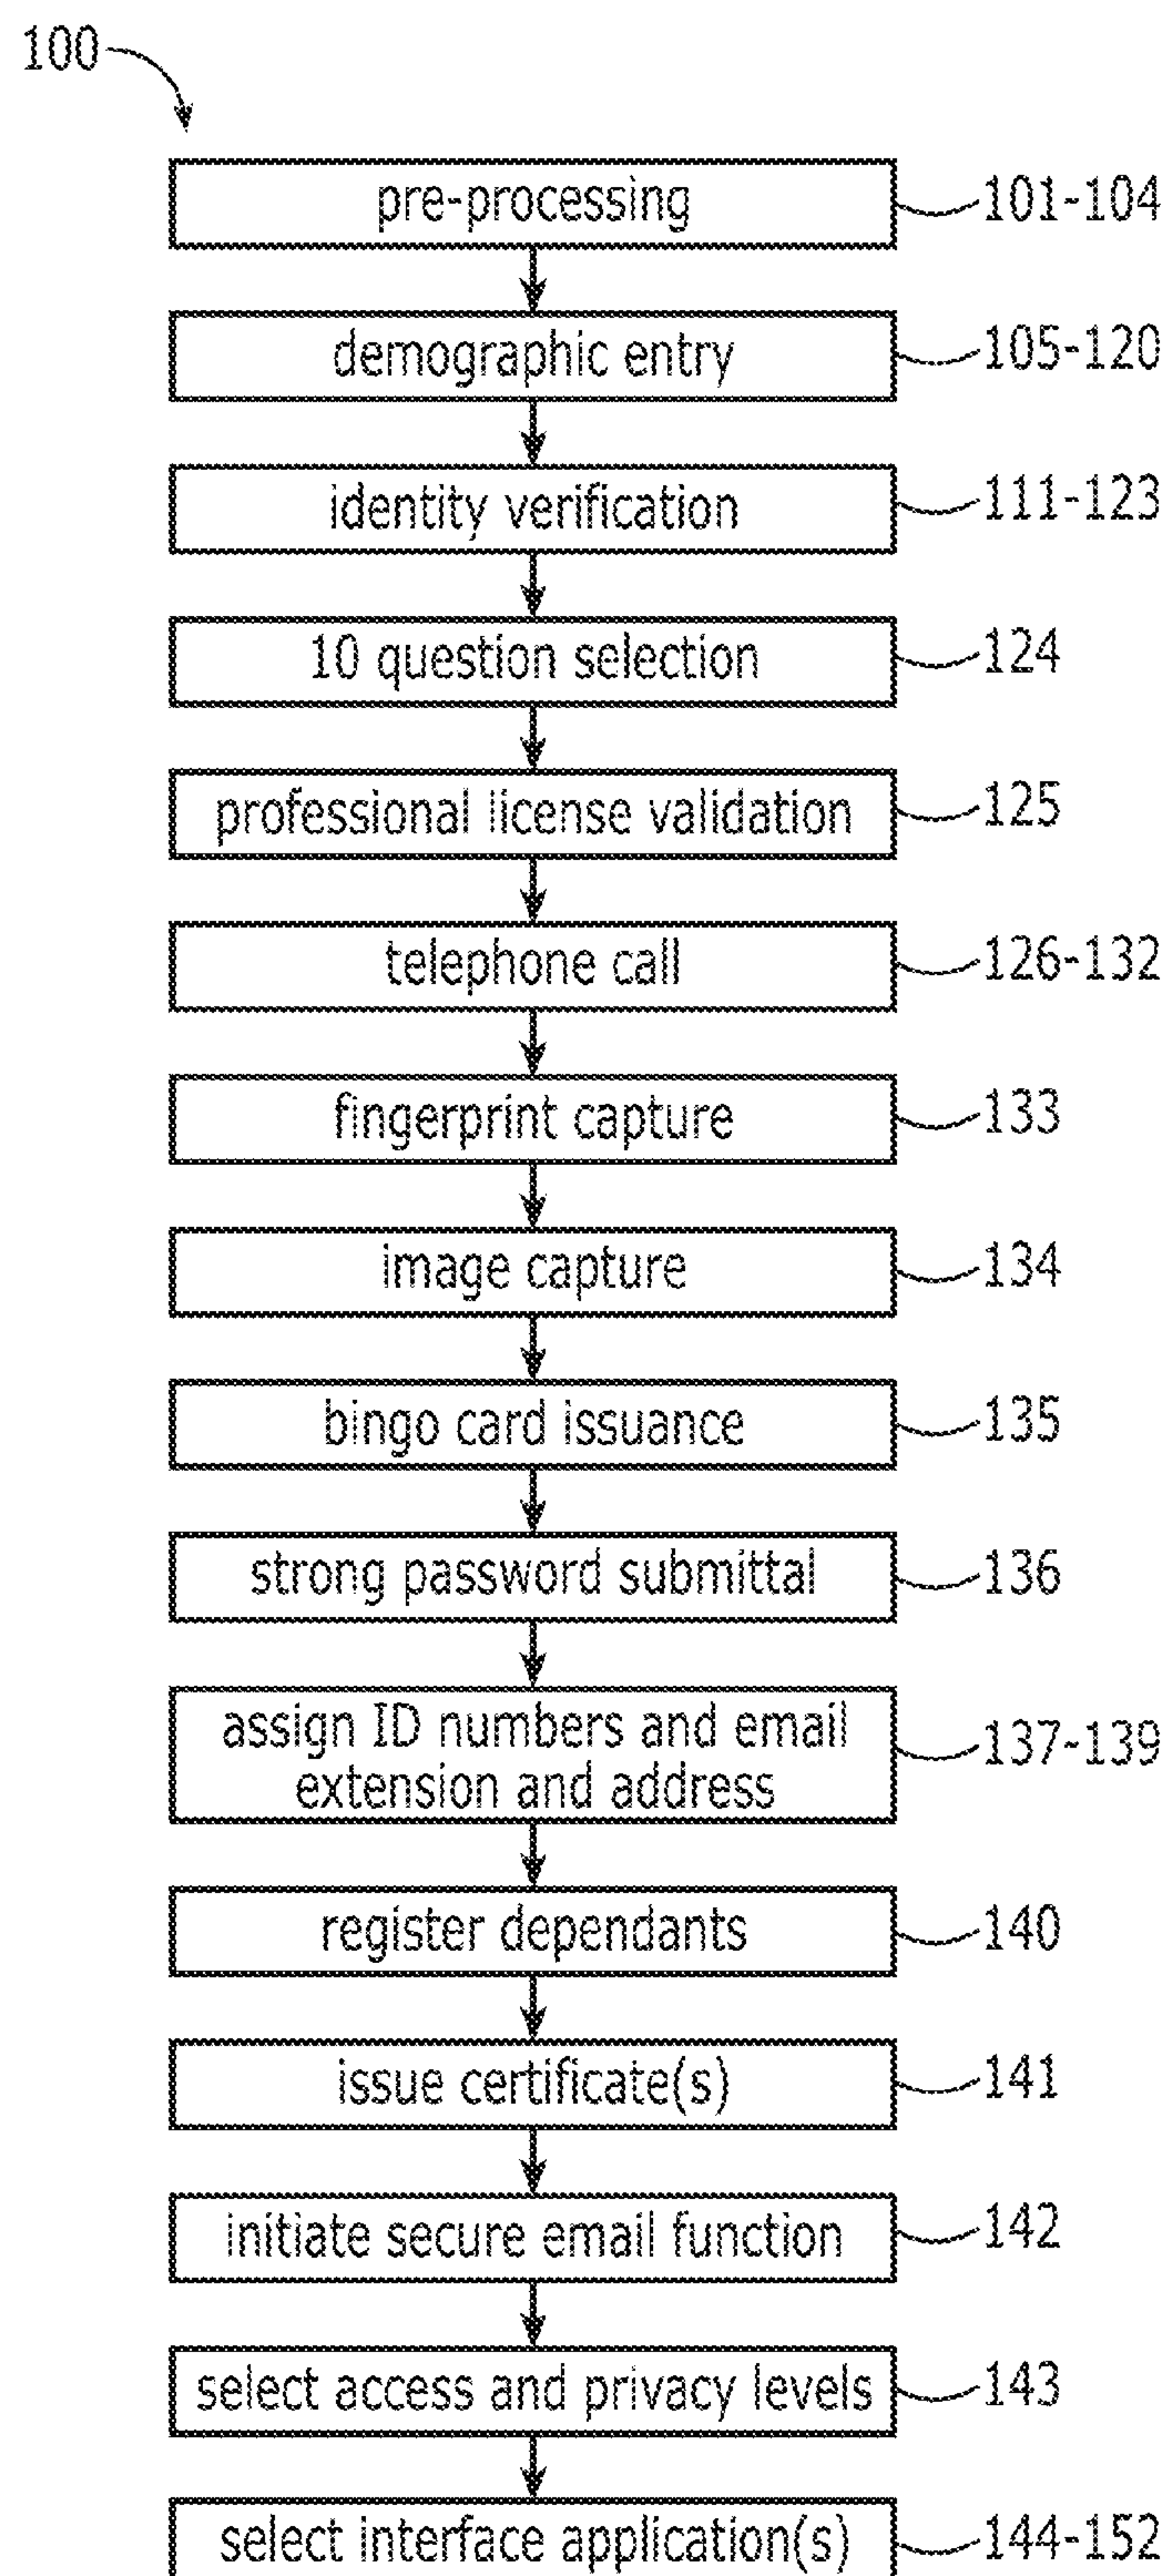 100
pre-processing 101-104
demographic entry 105-120
identity verification 111-123
10 question selection 124
professional license validation 125
telephone call 126-132
fingerprint capture 133
image capture 134
bingo card issuance 135
strong password submittal 136
assign ID numbers and email
extension and address 137-139
register dependants 140
issue certificate(s) 141
initiate secure email function 142
select access and privacy levels 143
select interface application(s) 144-152